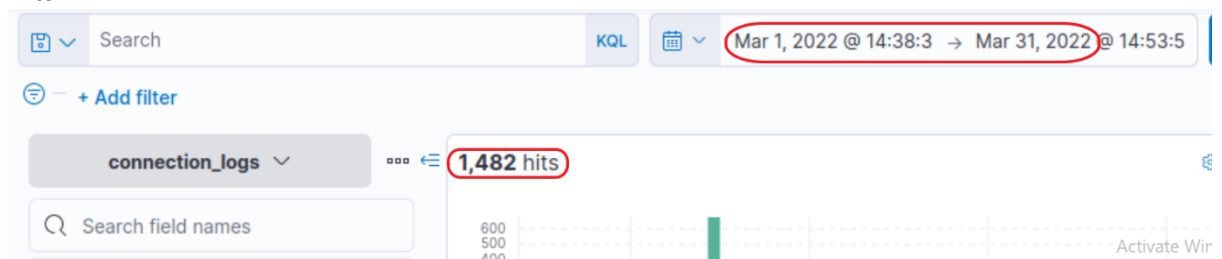 Search KQL Mar 1, 2022 @ 14:38:3 → Mar 31, 2022 @ 14:53:5
+ Add filter
connection_logs
1,482 hits
Search field names
600
500
400
Activate Win